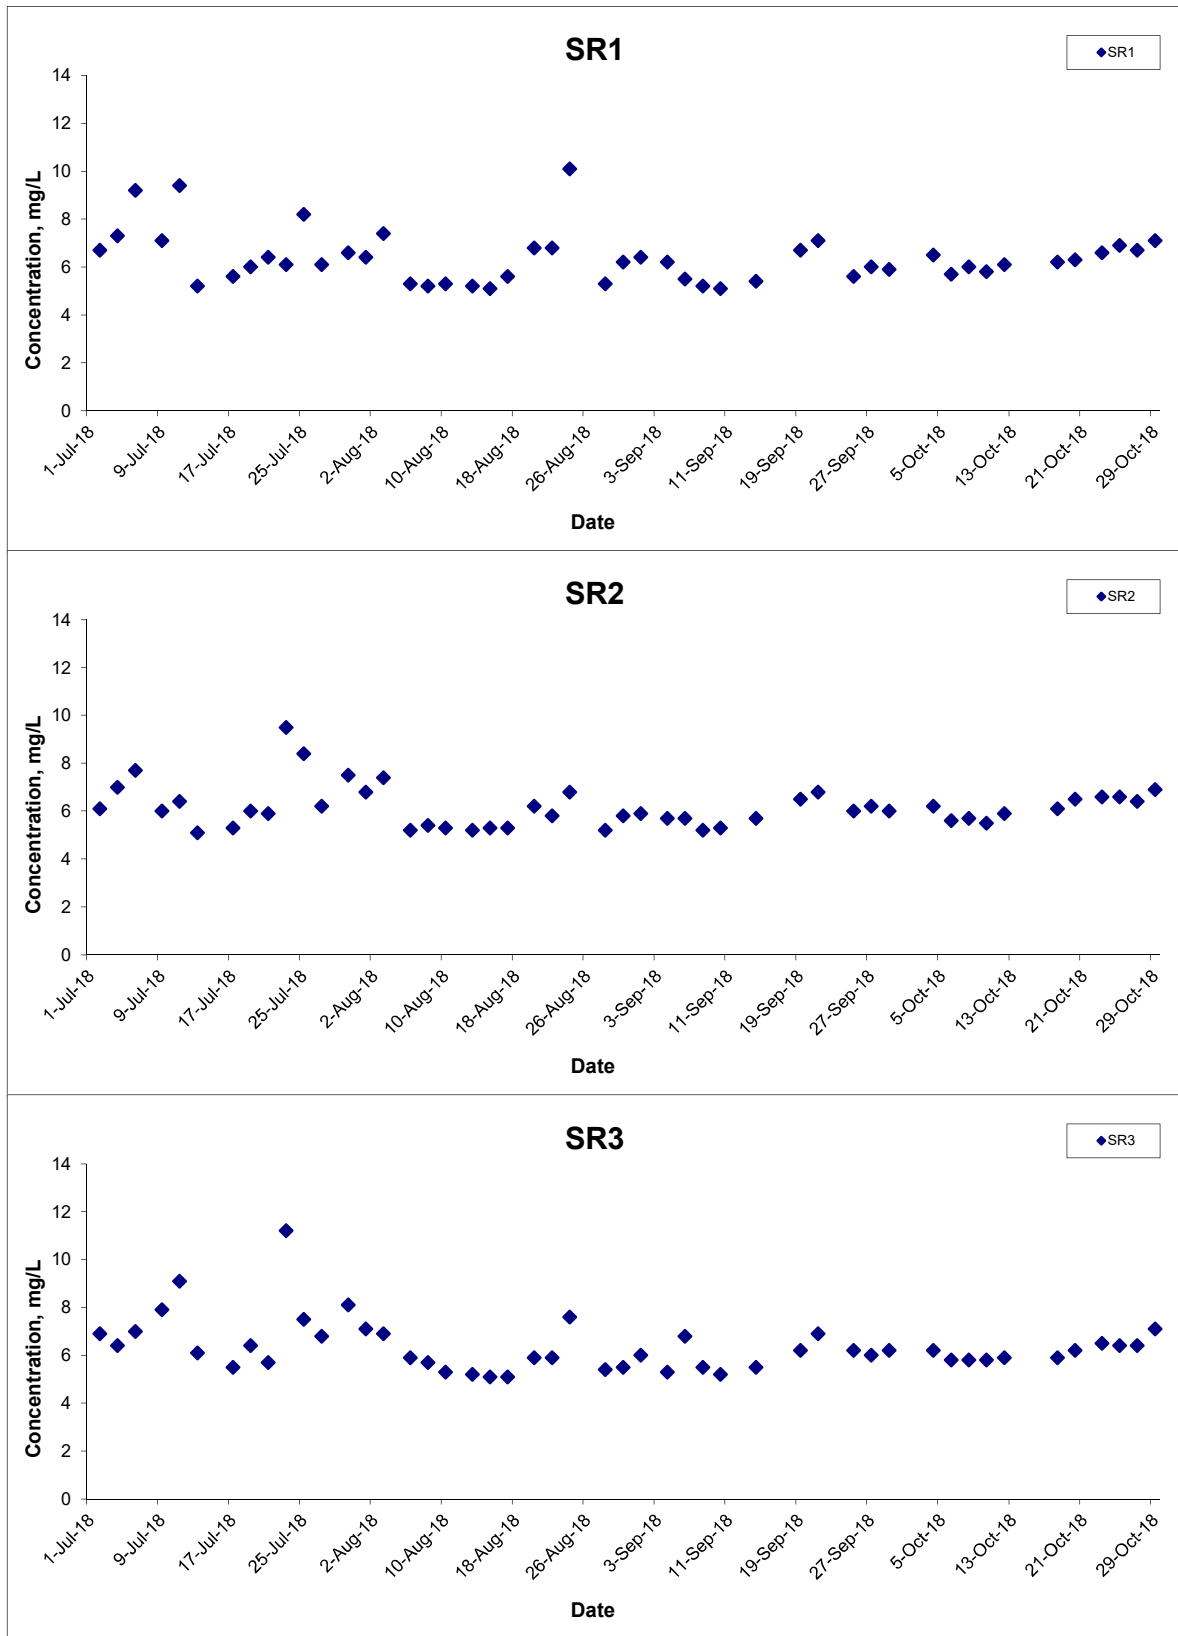 SR1
SR1
14
12
10
8
6
4
2
0
Concentration, mg/L
1-Jul-18 9-Jul-18 17-Jul-18 25-Jul-18 2-Aug-18 10-Aug-18 18-Aug-18 26-Aug-18 3-Sep-18 11-Sep-18 19-Sep-18 27-Sep-18 5-Oct-18 13-Oct-18 21-Oct-18 29-Oct-18
Date
SR2
SR2
14
12
10
8
6
4
2
0
Concentration, mg/L
1-Jul-18 9-Jul-18 17-Jul-18 25-Jul-18 2-Aug-18 10-Aug-18 18-Aug-18 26-Aug-18 3-Sep-18 11-Sep-18 19-Sep-18 27-Sep-18 5-Oct-18 13-Oct-18 21-Oct-18 29-Oct-18
Date
SR3
SR3
14
12
10
8
6
4
2
0
Concentration, mg/L
1-Jul-18 9-Jul-18 17-Jul-18 25-Jul-18 2-Aug-18 10-Aug-18 18-Aug-18 26-Aug-18 3-Sep-18 11-Sep-18 19-Sep-18 27-Sep-18 5-Oct-18 13-Oct-18 21-Oct-18 29-Oct-18
Date